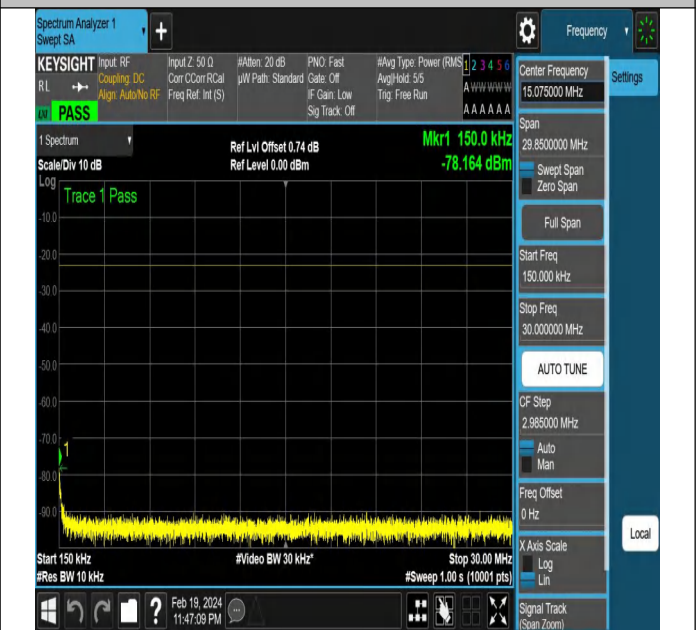 Spectrum Analyzer 1
Swept SA
+
Frequency
KEYSIGHT
RL
Input: RF
Coupling: DC
Align: Auto/No RF
Input Z: 50 Ω
Corr CCorr RCal
Freq Ref: Int (S)
#Atten: 20 dB
µW Path: Standard
PNO: Fast
Gate: Off
IF Gain: Low
Sig Track: Off
#Avg Type: Power (RMS
Avg|Hold: 5/5
Trig: Free Run
1 2 3 4 5 6
A W W W W W
A A A A A A
PASS
1 Spectrum
Scale/Div 10 dB
Ref Lvl Offset 0.74 dB
Ref Level 0.00 dBm
Mkr1 150.0 kHz
-78.164 dBm
Log
Trace 1 Pass
-10.0
-20.0
-30.0
-40.0
-50.0
-60.0
-70.0
1
-80.0
-90.0
Start 150 kHz
#Res BW 10 kHz
#Video BW 30 kHz*
Stop 30.00 MHz
#Sweep 1.00 s (10001 pts)
Center Frequency
15.075000 MHz
Settings
Span
29.8500000 MHz
Swept Span
Zero Span
Full Span
Start Freq
150.000 kHz
Stop Freq
30.000000 MHz
AUTO TUNE
CF Step
2.985000 MHz
Auto
Man
Freq Offset
0 Hz
Local
X Axis Scale
Log
Lin
Signal Track
(Span Zoom)
?
Feb 19, 2024
11:47:09 PM